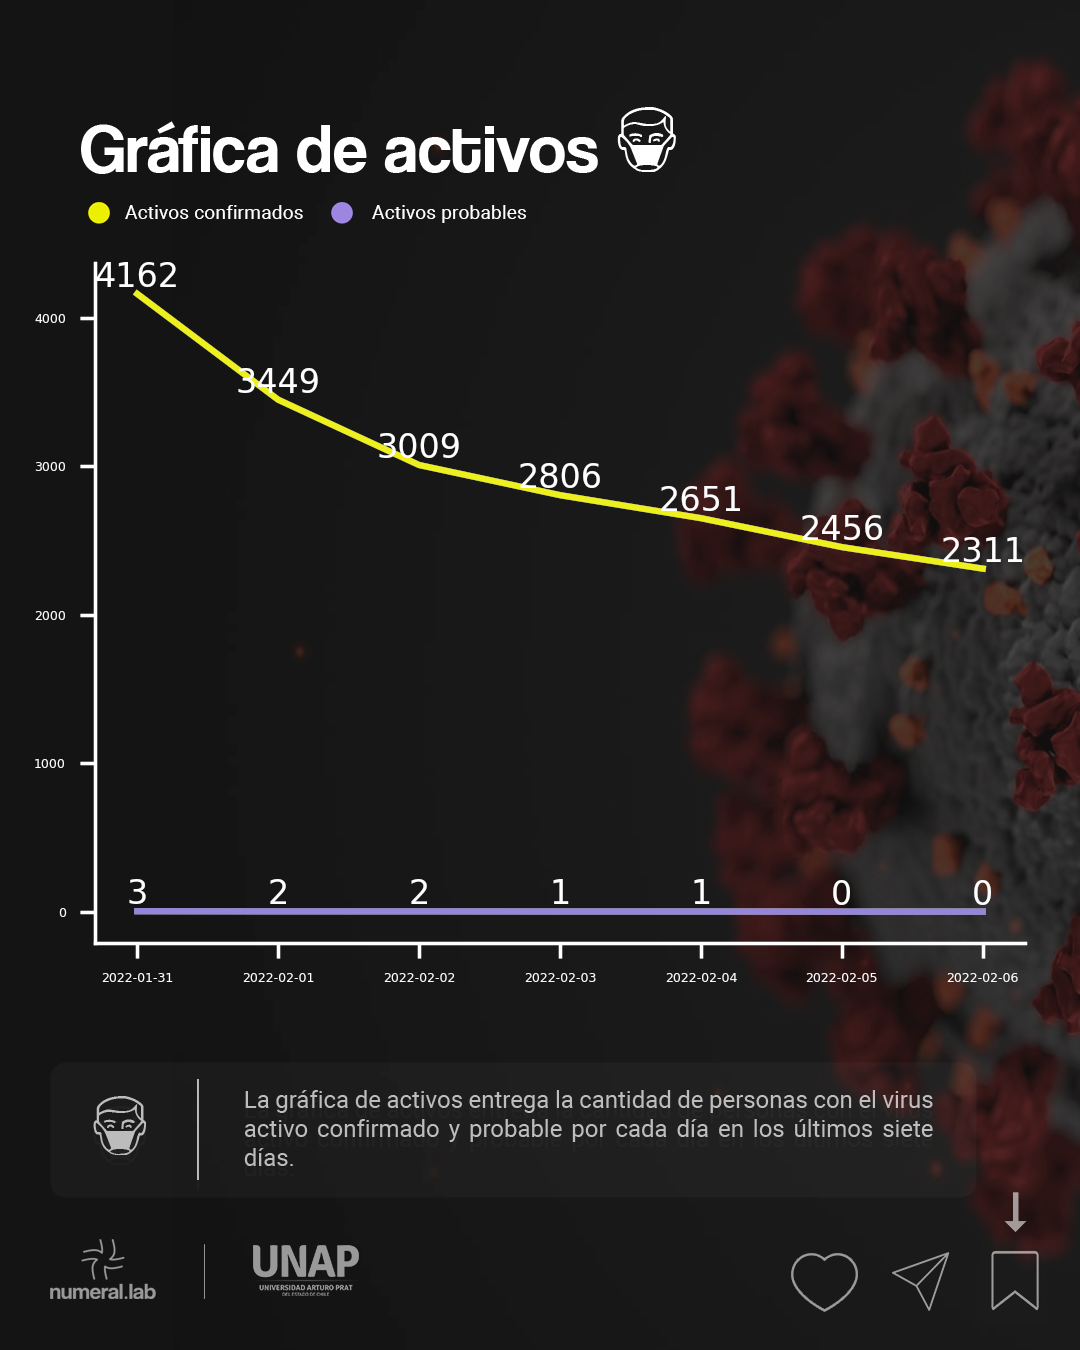 Gráfica de activos
Activos confirmados Activos probables
4162
4000
3449
3009
3000
2806
2651
2456
2311
2000
1000
3 2 2 1 1 0 0
0
2022-01-31 2022-02-01 2022-02-02 2022-02-03 2022-02-04 2022-02-05 2022-02-06
La gráfica de activos entrega la cantidad de personas con el virus
activo confirmado y probable por cada día en los últimos siete
días.
numeral.lab
UNAP
UNIVERSIDAD ARTURO PRAT
DEL ESTADO DE CHILE